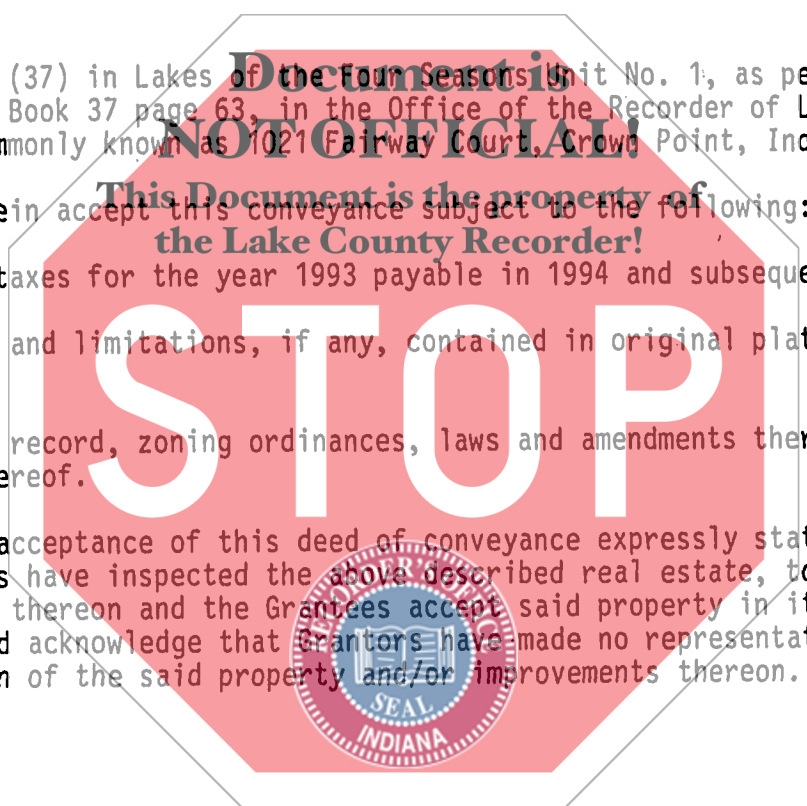 (37) in Lakes of the Four Seasons Unit No. 1, as pe
Book 37 page 63, in the Office of the Recorder of L
mmonly known as 1021 Fairway Court, Crown Point, Ind
ein accept this conveyance subject to the following:
taxes for the year 1993 payable in 1994 and subseque
and limitations, if any, contained in original plat
record, zoning ordinances, laws and amendments ther
ereof.
acceptance of this deed of conveyance expressly stat
s have inspected the above described real estate, to
thereon and the Grantees accept said property in it
d acknowledge that Grantors have made no representat
n of the said property and/or improvements thereon.
Document is
NOT OFFICIAL!
This Document is the property of
the Lake County Recorder!
STOP
RECORDER'S OFFICE
SEAL
INDIANA